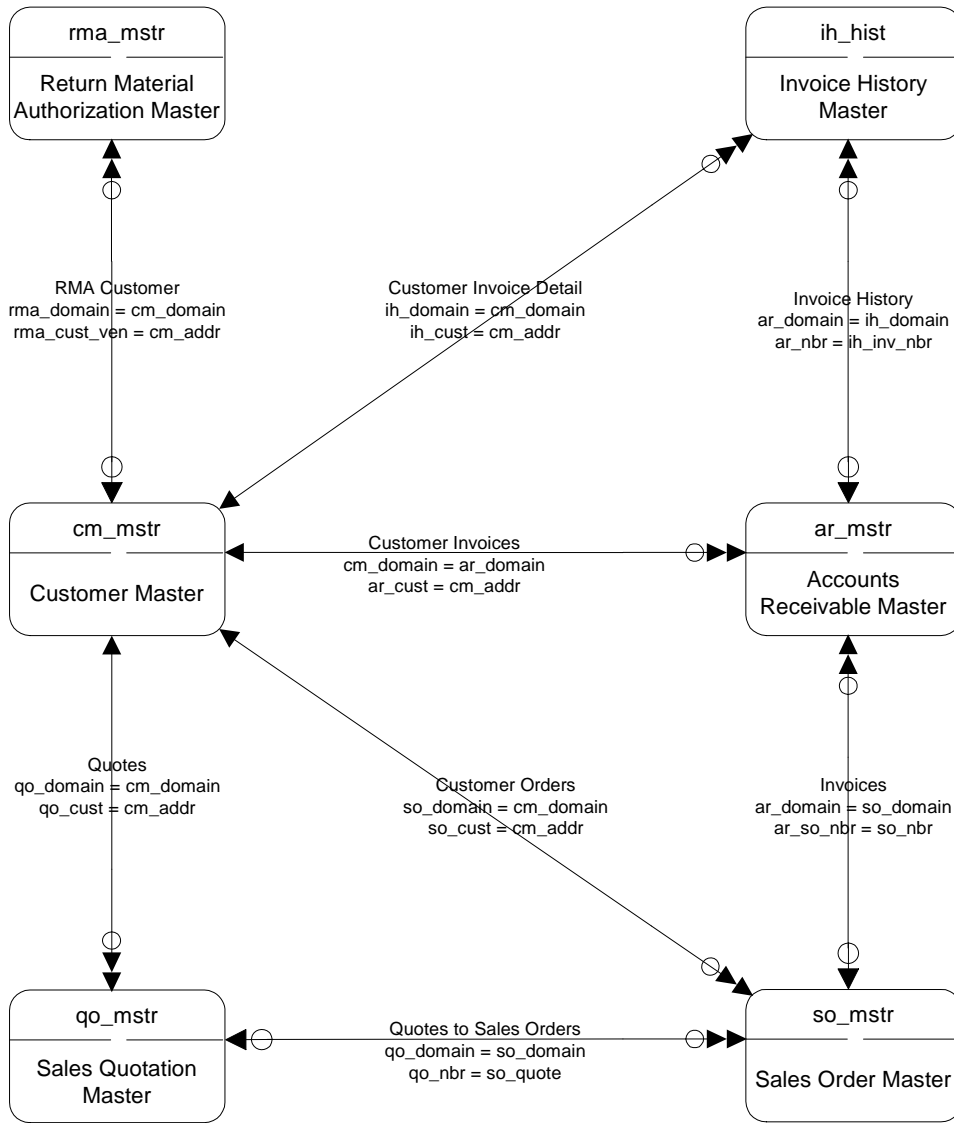 rma_mstr
Return Material
Authorization Master
ih_hist
Invoice History
Master
RMA Customer
rma_domain = cm_domain
rma_cust_ven = cm_addr
Customer Invoice Detail
ih_domain = cm_domain
ih_cust = cm_addr
Invoice History
ar_domain = ih_domain
ar_nbr = ih_inv_nbr
cm_mstr
Customer Master
Customer Invoices
cm_domain = ar_domain
ar_cust = cm_addr
ar_mstr
Accounts
Receivable Master
Quotes
qo_domain = cm_domain
qo_cust = cm_addr
Customer Orders
so_domain = cm_domain
so_cust = cm_addr
Invoices
ar_domain = so_domain
ar_so_nbr = so_nbr
qo_mstr
Sales Quotation
Master
Quotes to Sales Orders
qo_domain = so_domain
qo_nbr = so_quote
so_mstr
Sales Order Master